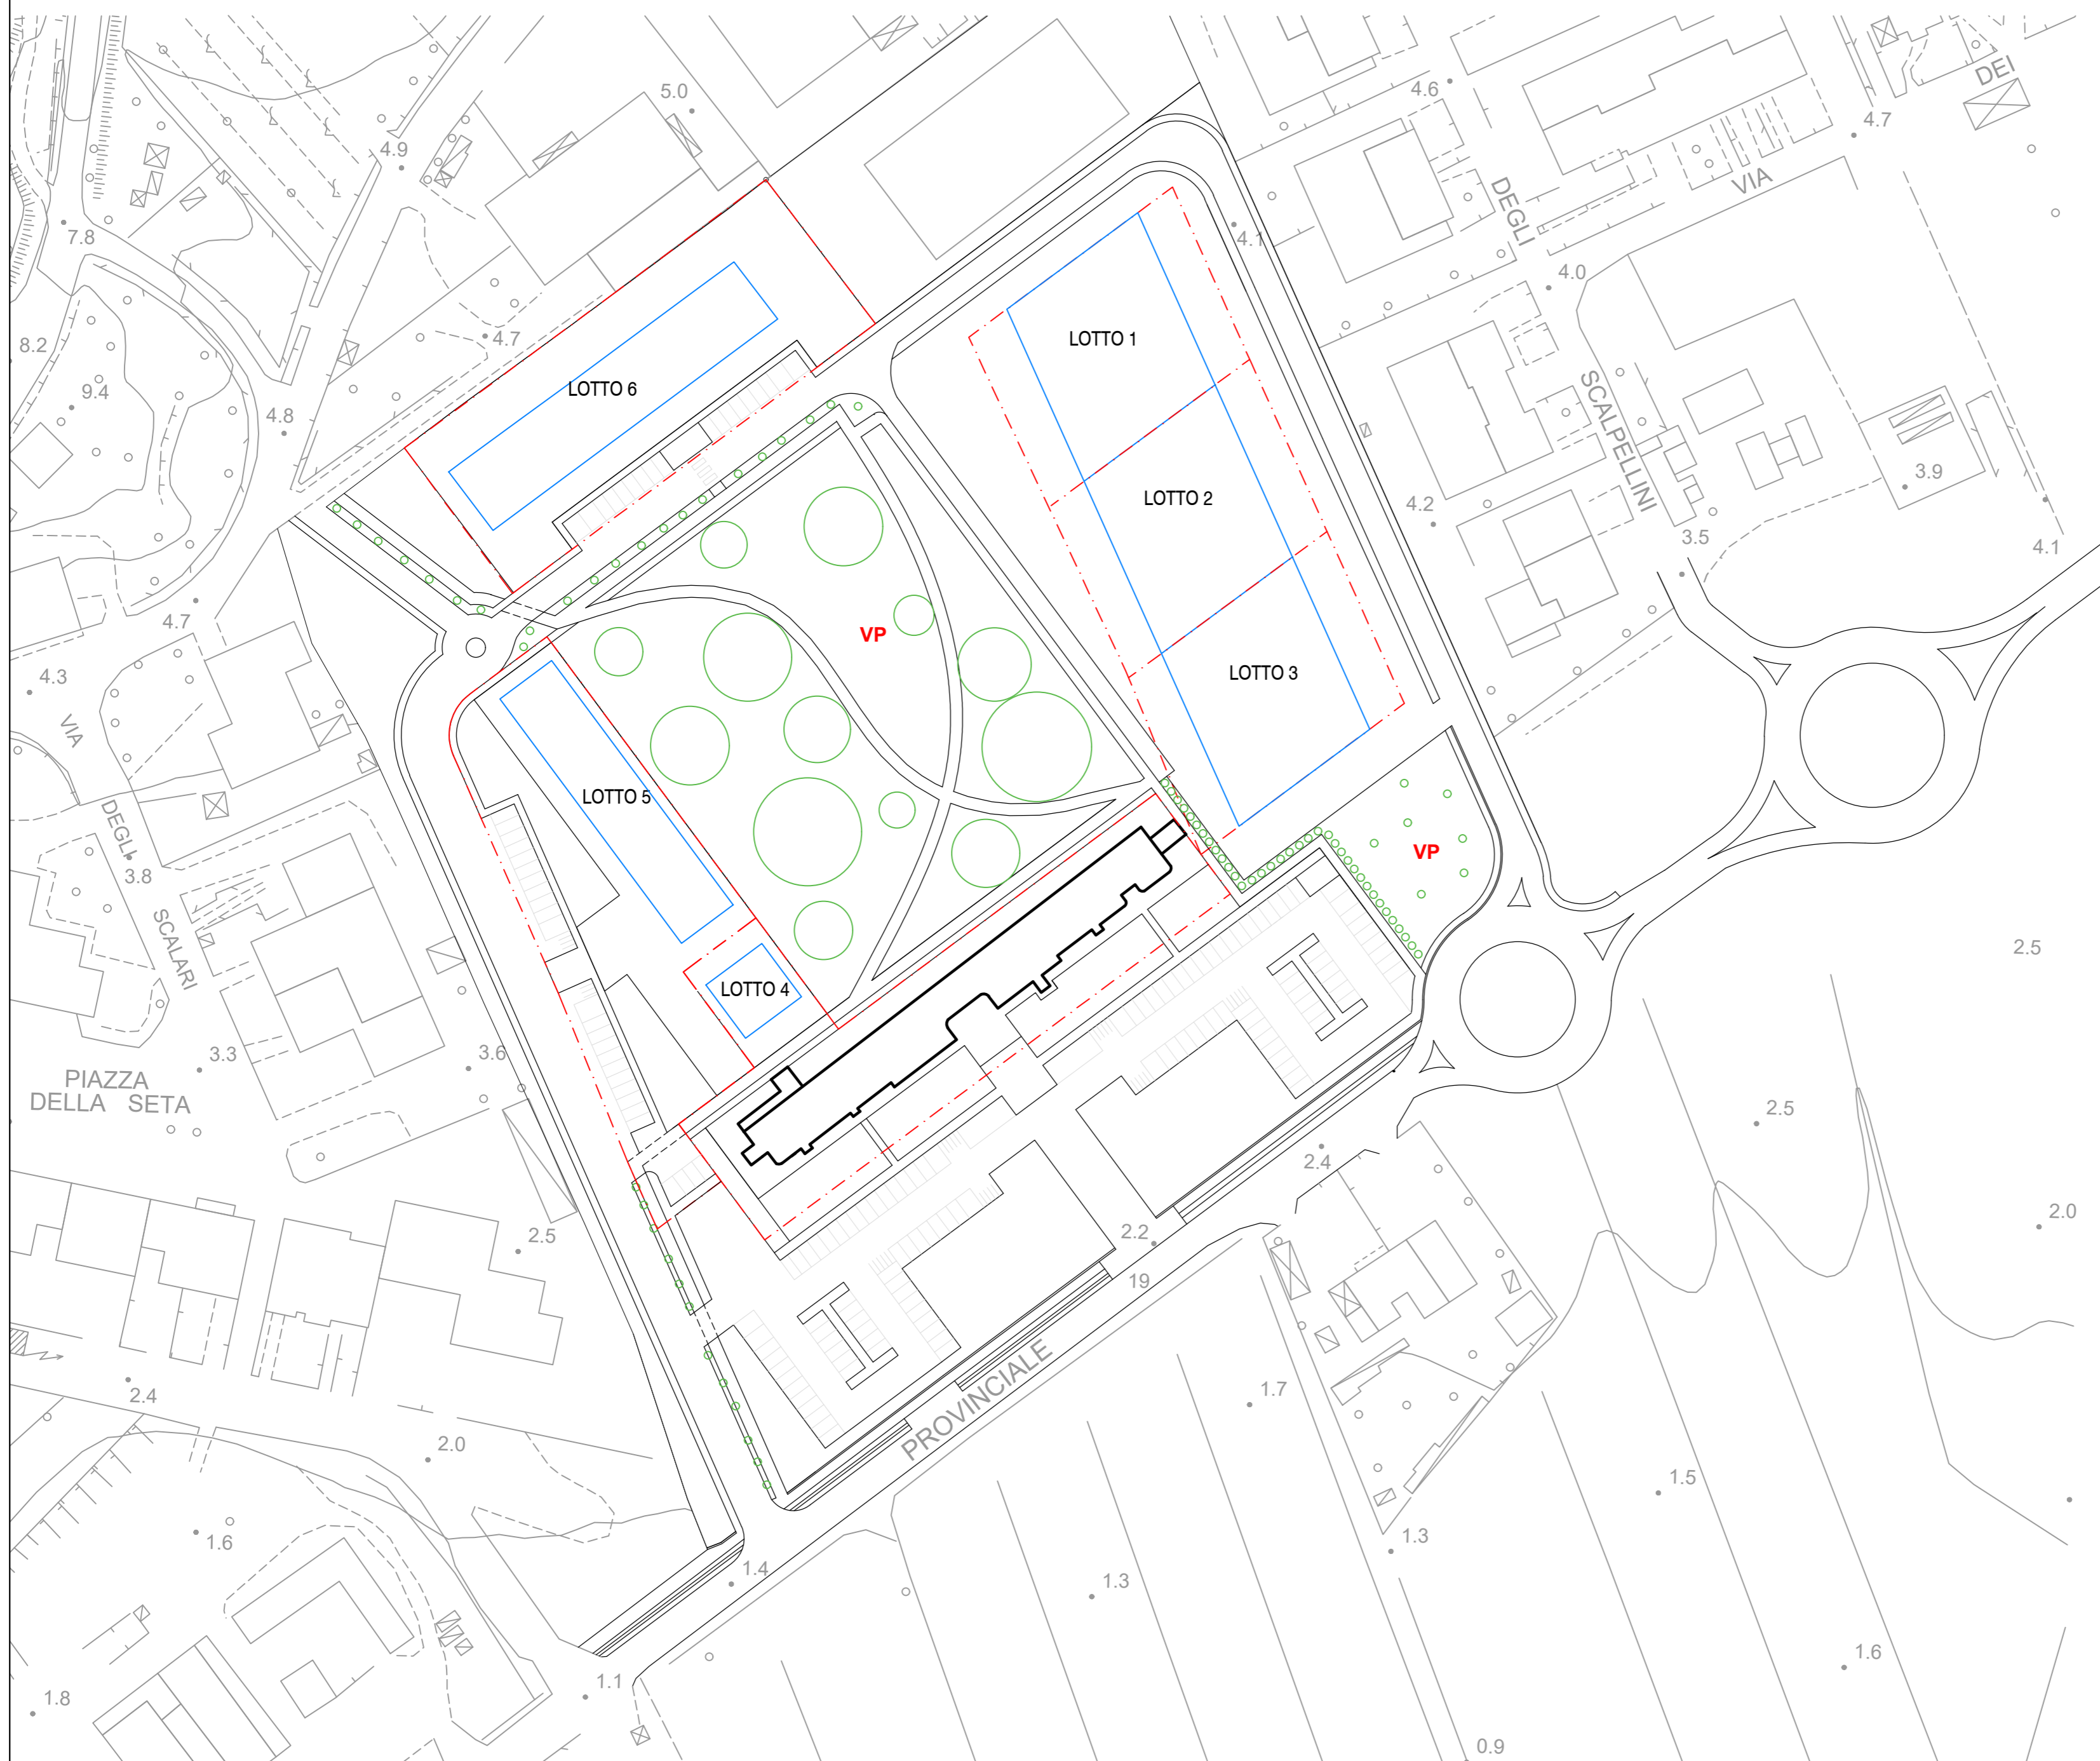 5.0
4.6
DEI
4.7
4.9
VIA
7.8
DEGLI
4.1
4.0
8.2
4.7
LOTTO 1
9.4
LOTTO 6
SCALPELLINI
4.8
3.9
4.2
LOTTO 2
3.5
4.1
4.7
VP
4.3
LOTTO 3
VIA
LOTTO 5
DEGLI
VP
3.8
SCALARI
2.5
LOTTO 4
3.3
3.6
PIAZZA
DELLA SETA
2.5
2.4
2.0
2.2
2.5
19
PROVINCIALE
1.7
2.4
2.0
1.5
1.6
1.3
1.4
1.3
1.6
1.1
1.8
0.9